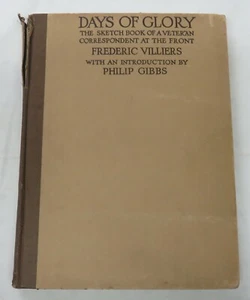 DAYS OF GLORY
THE SKETCH BOOK OF A VETERAN
CORRESPONDENT AT THE FRONT
FREDERIC VILLIERS
WITH AN INTRODUCTION BY
PHILIP GIBBS